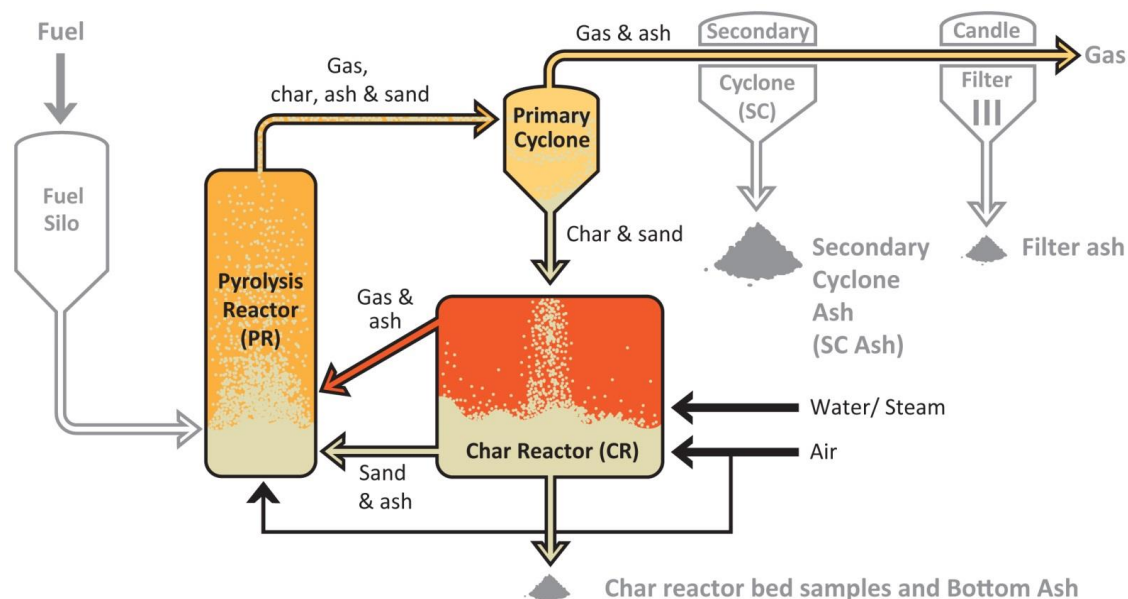 Fuel
Gas,
char, ash & sand
Gas & ash
Secondary
Cyclone
(SC)
Candle
Filter
Gas
Primary
Cyclone
Fuel
Silo
Char & sand
Secondary
Cyclone
Ash
(SC Ash)
Filter ash
Pyrolysis
Reactor
(PR)
Gas &
ash
Water/ Steam
Char Reactor (CR)
Air
Sand
& ash
Char reactor bed samples and Bottom Ash